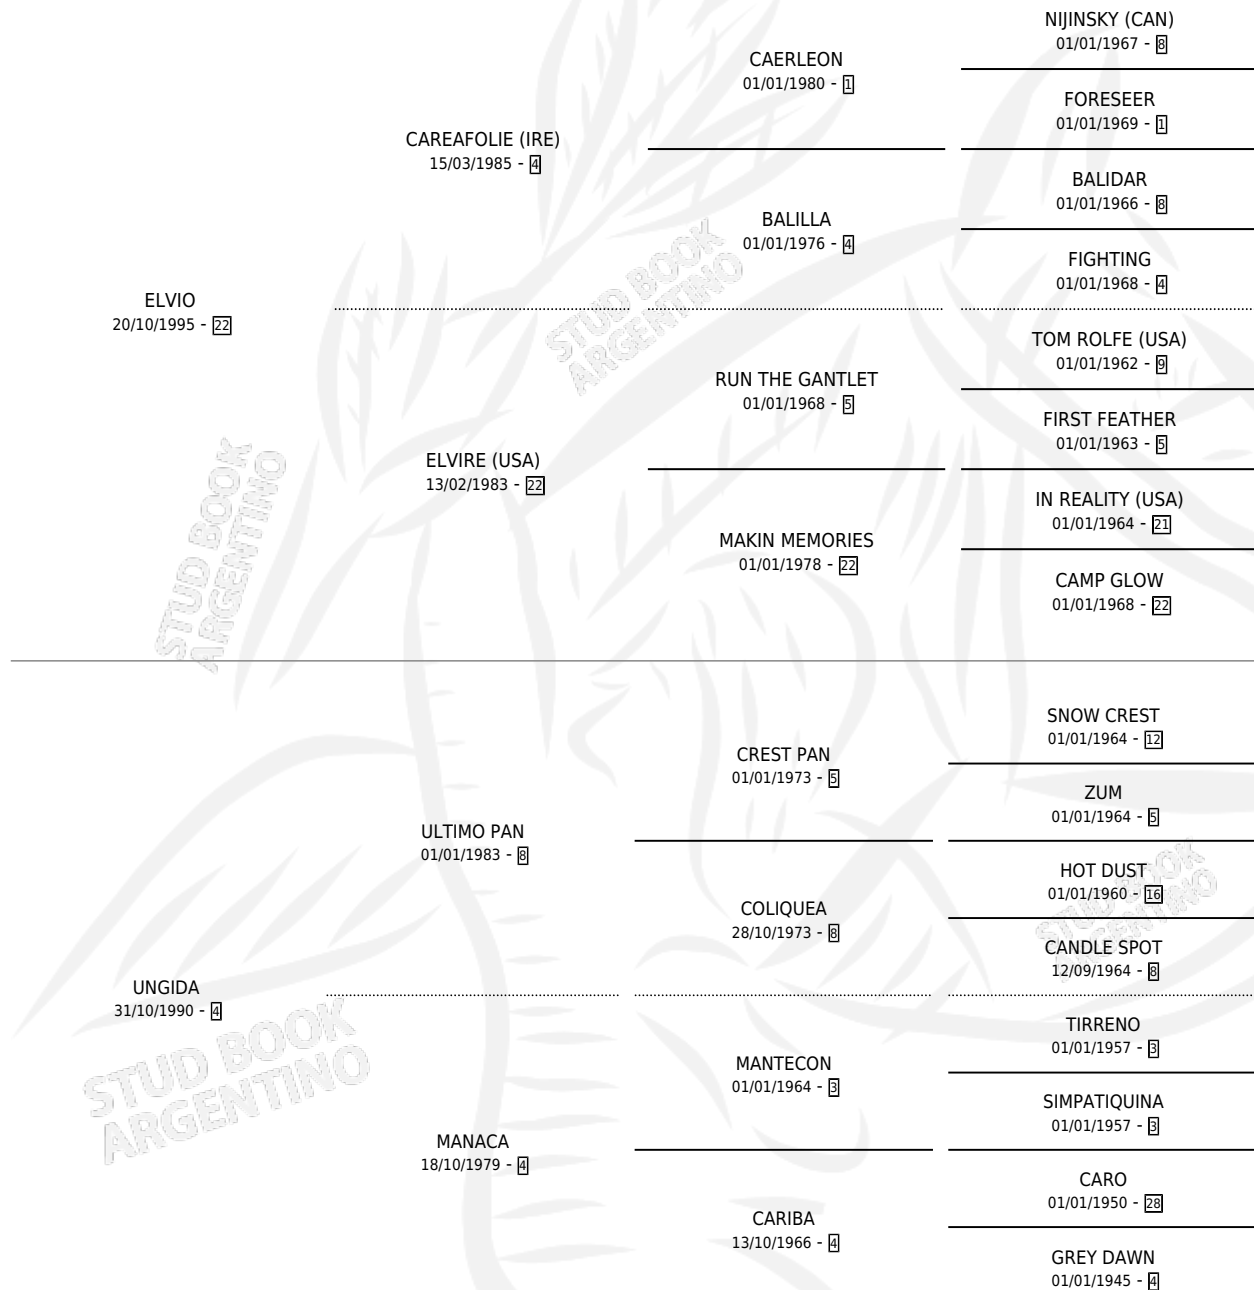 NIJINSKY (CAN)
01/01/1967 - 8
CAERLEON
01/01/1980 - 1
FORESEER
01/01/1969 - 1
CAREAFOLIE (IRE)
15/03/1985 - 4
BALIDAR
01/01/1966 - 8
BALILLA
01/01/1976 - 4
FIGHTING
01/01/1968 - 4
ELVIO
20/10/1995 - 22
STUD BOOK
ARGENTINO
TOM ROLFE (USA)
01/01/1962 - 9
RUN THE GANTLET
01/01/1968 - 5
FIRST FEATHER
01/01/1963 - 5
ELVIRE (USA)
13/02/1983 - 22
IN REALITY (USA)
01/01/1964 - 21
MAKIN MEMORIES
01/01/1978 - 22
CAMP GLOW
01/01/1968 - 22
STUD BOOK
ARGENTINO
SNOW CREST
01/01/1964 - 12
CREST PAN
01/01/1973 - 5
ZUM
01/01/1964 - 5
ULTIMO PAN
01/01/1983 - 8
HOT DUST
01/01/1960 - 16
COLIQUEA
28/10/1973 - 8
STUD BOOK
ARGENTINO
CANDLE SPOT
12/09/1964 - 8
UNGIDA
31/10/1990 - 4
STUD BOOK
ARGENTINO
TIRRENO
01/01/1957 - 3
MANTECON
01/01/1964 - 3
SIMPATIQUINA
01/01/1957 - 3
MANACA
18/10/1979 - 4
CARO
01/01/1950 - 28
CARIBA
13/10/1966 - 4
GREY DAWN
01/01/1945 - 4